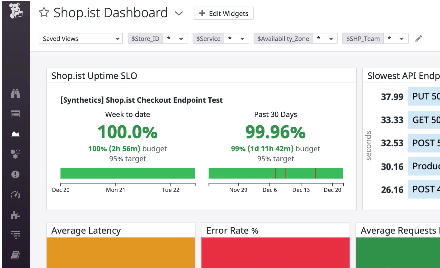 Shop.ist Dashboard
+ Edit Widgets
Saved Views
$Store_ID *
$Service *
$Availability_Zone *
$SHP_Team *
Shop.ist Uptime SLO
[Synthetics] Shop.ist Checkout Endpoint Test
Week to date
100.0%
100% (2h 56m) budget
95% target
Dec 20 Mon 21 Tue 22
Past 30 Days
99.96%
99% (1d 11h 42m) budget
95% target
Nov 29 Dec 6 Dec 13 Dec 20
Slowest API Endp
seconds
37.99 PUT 50
33.33 GET 50
32.53 POST 5
30.16 Produc
26.16 POST 4
Average Latency
Error Rate %
Average Requests